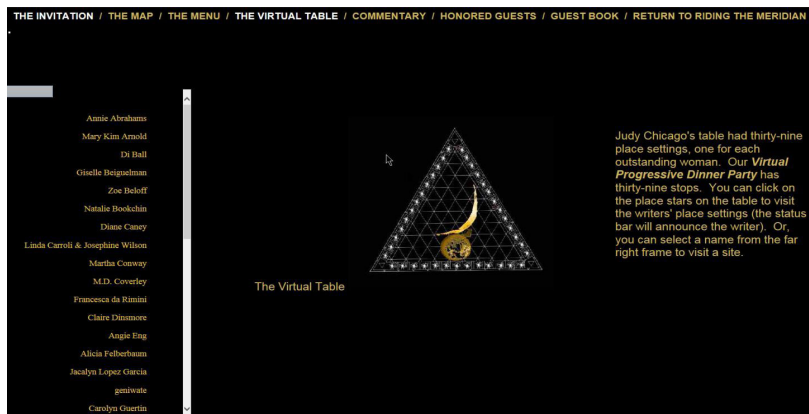 THE INVITATION / THE MAP / THE MENU / THE VIRTUAL TABLE / COMMENTARY / HONORED GUESTS / GUEST BOOK / RETURN TO RIDING THE MERIDIAN
Annie Abrahams
Mary Kim Arnold
Di Ball
Giselle Beiguelman
Zoe Beloff
Natalie Bookchin
Diane Caney
Linda Carroli & Josephine Wilson
Martha Conway
M.D. Coverley
Francesca da Rimini
Claire Dinsmore
Angie Eng
Alicia Felberbaum
Jacalyn Lopez Garcia
geniwate
Carolyn Guertin
The Virtual Table
Judy Chicago's table had thirty-nine
place settings, one for each
outstanding woman. Our Virtual
Progressive Dinner Party has
thirty-nine stops. You can click on
the place stars on the table to visit
the writers' place settings (the status
bar will announce the writer). Or,
you can select a name from the far
right frame to visit a site.